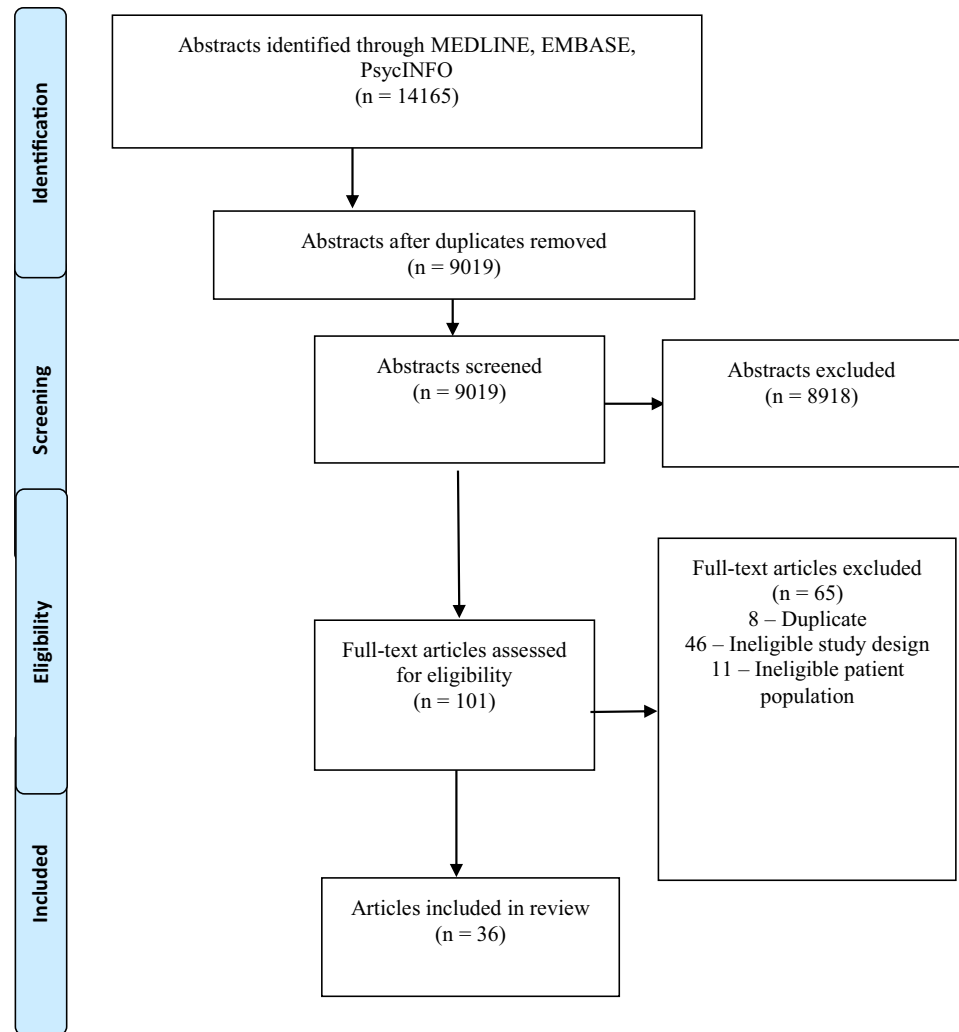 Identification
Abstracts identified through MEDLINE, EMBASE,
PsycINFO
(n = 14165)
Abstracts after duplicates removed
(n = 9019)
Screening
Abstracts screened
(n = 9019)
Abstracts excluded
(n = 8918)
Eligibility
Full-text articles assessed
for eligibility
(n = 101)
Full-text articles excluded
(n = 65)
8 – Duplicate
46 – Ineligible study design
11 – Ineligible patient
population
Included
Articles included in review
(n = 36)